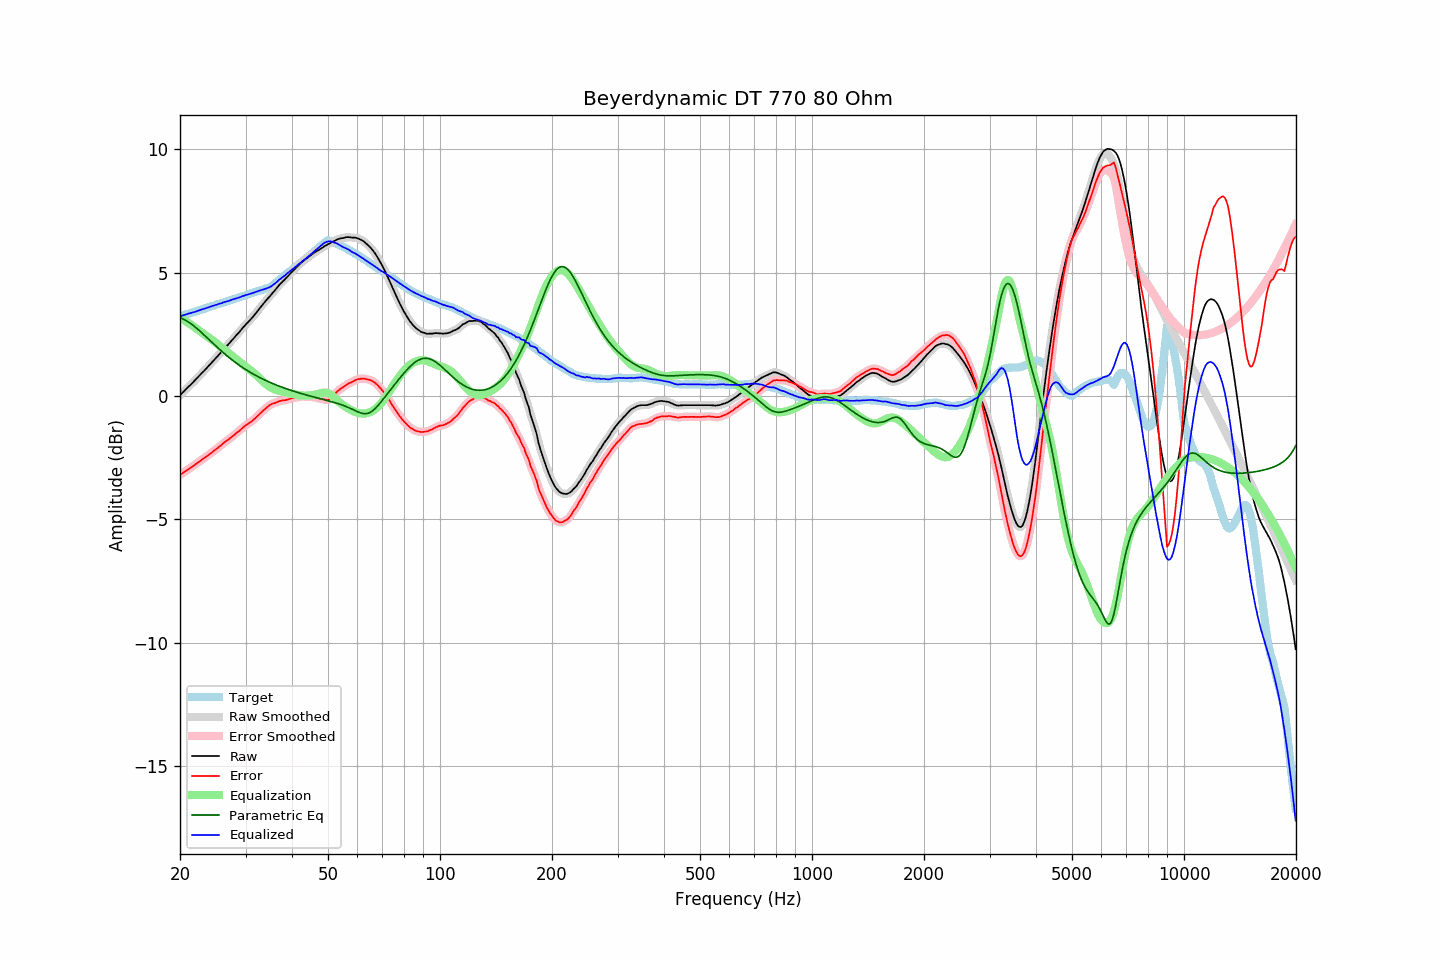 Beyerdynamic DT 770 80 Ohm
Amplitude (dBr)
10
5
0
−5
−10
−15
Target
Raw Smoothed
Error Smoothed
Raw
Error
Equalization
Parametric Eq
Equalized
20 50 100 200 500 1000 2000 5000 10000 20000
Frequency (Hz)